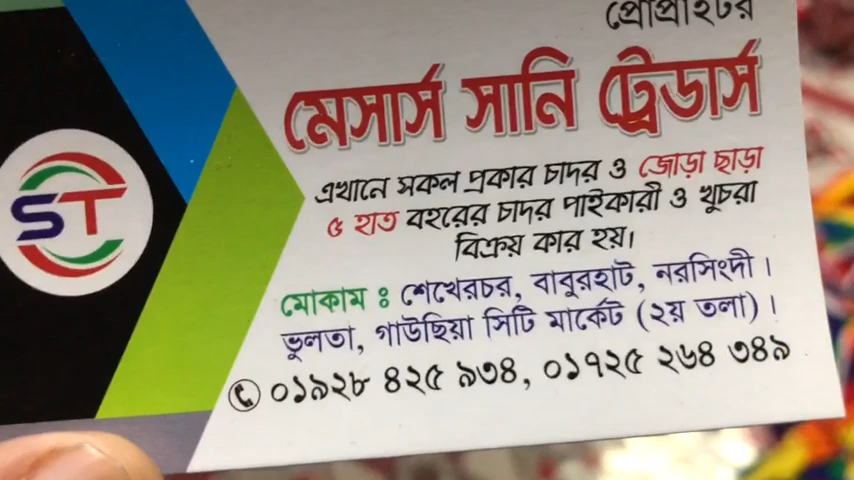 প্রোপ্রাইটর
মেসার্স সানি ট্রেডার্স
ST
এখানে সকল প্রকার চাদর ও জোড়া ছাড়া
৫ হাত বহরের চাদর পাইকারী ও খুচরা
বিক্রয় কার হয়।
মোকাম ঃ শেখেরচর, বাবুরহাট, নরসিংদী।
ভুলতা, গাউছিয়া সিটি মার্কেট (২য় তলা)।
০১৯২৮ ৪২৫ ৯৩৪, ০১৭২৫ ২৬৪ ৩৪৯